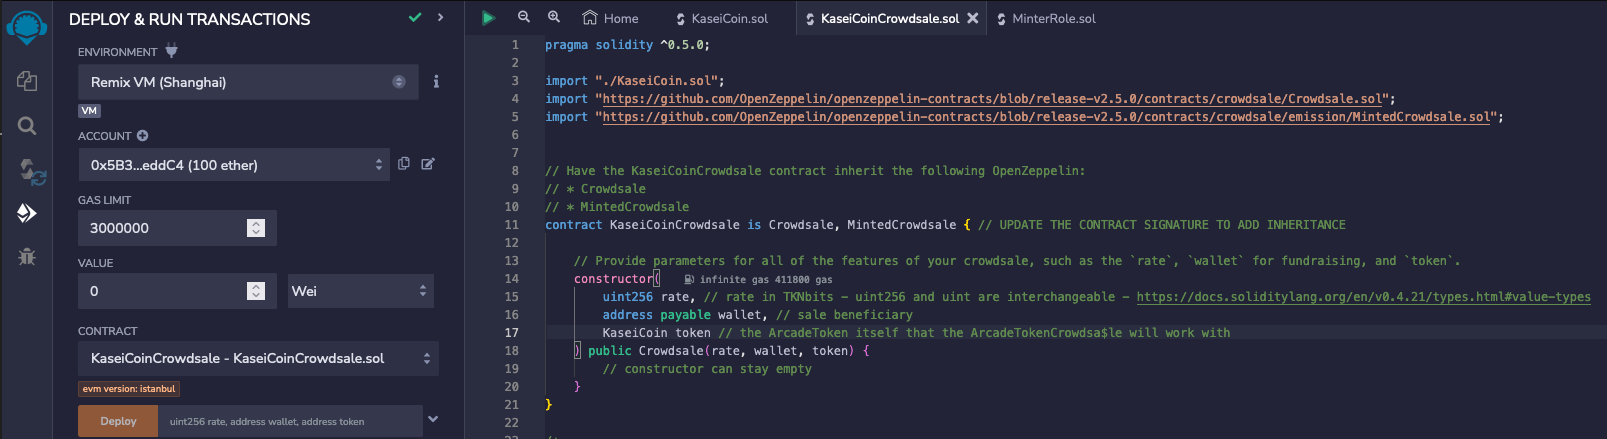 DEPLOY & RUN TRANSACTIONS
ENVIRONMENT
Remix VM (Shanghai)
VM
ACCOUNT
0x5B3...eddC4 (100 ether)
GAS LIMIT
3000000
VALUE
0
Wei
CONTRACT
KaseiCoinCrowdsale - KaseiCoinCrowdsale.sol
evm version: istanbul
Deploy
uint256 rate, address wallet, address token
Home
KaseiCoin.sol
KaseiCoinCrowdsale.sol
MinterRole.sol
1 pragma solidity ^0.5.0;
2
3 import "./KaseiCoin.sol";
4 import "https://github.com/OpenZeppelin/openzeppelin-contracts/blob/release-v2.5.0/contracts/crowdsale/Crowdsale.sol";
5 import "https://github.com/OpenZeppelin/openzeppelin-contracts/blob/release-v2.5.0/contracts/crowdsale/emission/MintedCrowdsale.sol";
6
7
8 // Have the KaseiCoinCrowdsale contract inherit the following OpenZeppelin:
9 // * Crowdsale
10 // * MintedCrowdsale
11 contract KaseiCoinCrowdsale is Crowdsale, MintedCrowdsale { // UPDATE THE CONTRACT SIGNATURE TO ADD INHERITANCE
12
13 // Provide parameters for all of the features of your crowdsale, such as the `rate`, `wallet` for fundraising, and `token`.
14 constructor( infinite gas 411800 gas
15 uint256 rate, // rate in TKNbits - uint256 and uint are interchangeable - https://docs.soliditylang.org/en/v0.4.21/types.html#value-types
16 address payable wallet, // sale beneficiary
17 KaseiCoin token // the ArcadeToken itself that the ArcadeTokenCrowdsa$le will work with
18 ) public Crowdsale(rate, wallet, token) {
19 // constructor can stay empty
20 }
21 }
22